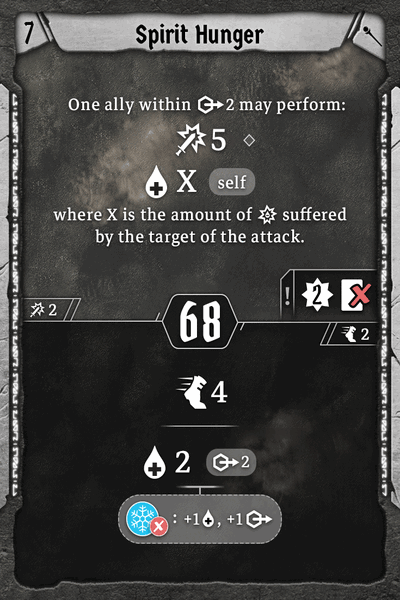 7
Spirit Hunger
One ally within 2 may perform:
5
X self
where X is the amount of suffered
by the target of the attack.
! 2
2
68
2
4
2 2
: +1, +1